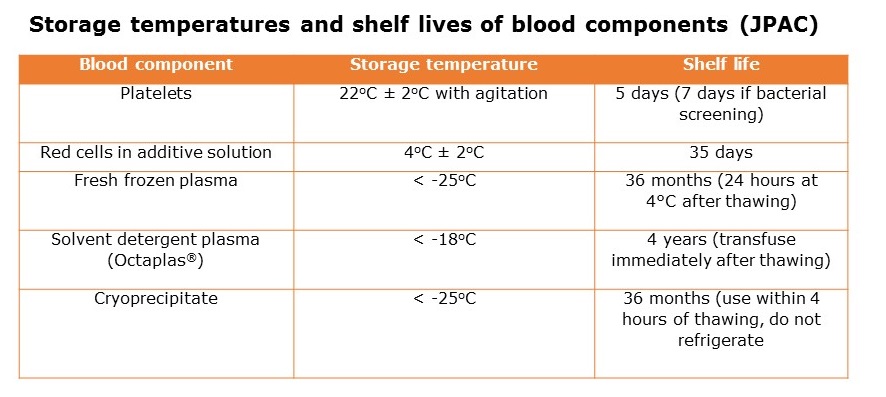 Storage temperatures and shelf lives of blood components (JPAC)
Blood component Storage temperature Shelf life
Platelets 22ºC ± 2ºC with agitation 5 days (7 days if bacterial
screening)
Red cells in additive solution 4ºC ± 2ºC 35 days
Fresh frozen plasma < -25ºC 36 months (24 hours at
4°C after thawing)
Solvent detergent plasma < -18ºC 4 years (transfuse
(Octaplas®) immediately after thawing)
Cryoprecipitate < -25ºC 36 months (use within 4
hours of thawing, do not
refrigerate